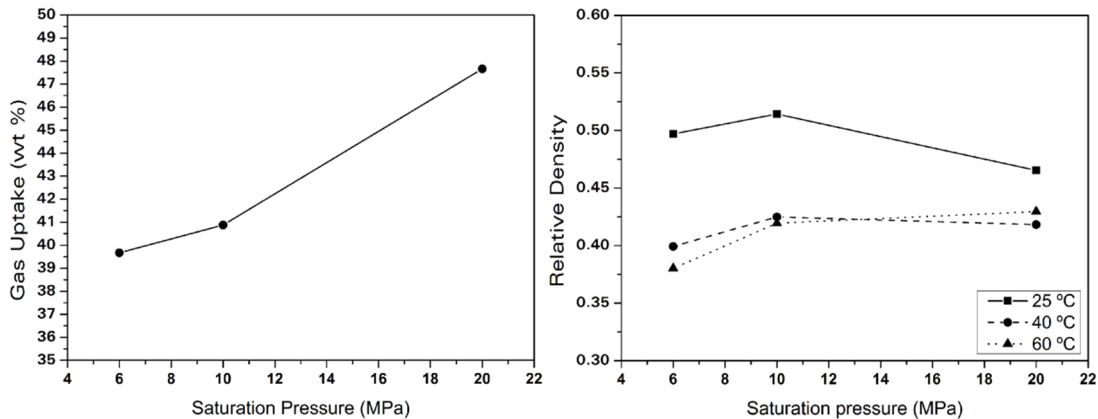 Gas Uptake (wt %)
50
49
48
47
46
45
44
43
42
41
40
39
38
37
36
35
4 6 8 10 12 14 16 18 20 22
Saturation Pressure (MPa)
Relative Density
0.60
0.55
0.50
0.45
0.40
0.35
0.30
25 ºC
40 ºC
60 ºC
4 6 8 10 12 14 16 18 20 22
Saturation pressure (MPa)